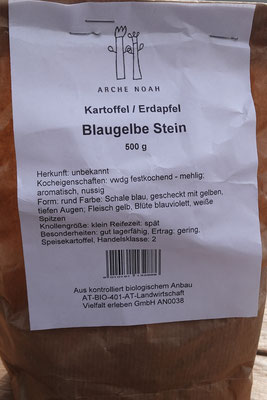 ARCHE NOAH
Kartoffel / Erdapfel
Blaugelbe Stein
500 g
Herkunft: unbekannt
Kocheigenschaften: vwdg festkochend - mehlig:
aromatisch, nussig
Form: rund Farbe: Schale blau, gescheckt mit gelben,
tiefen Augen; Fleisch gelb, Blüte blauviolett, weiße
Spitzen
Knollengröße: klein Reifezeit: spät
Besonderheiten: gut lagerfähig, Ertrag: gering,
Speisekartoffel, Handelsklasse: 2
Aus kontrolliert biologischem Anbau
AT-BIO-401-AT-Landwirtschaft
Vielfalt erleben GmbH AN0038